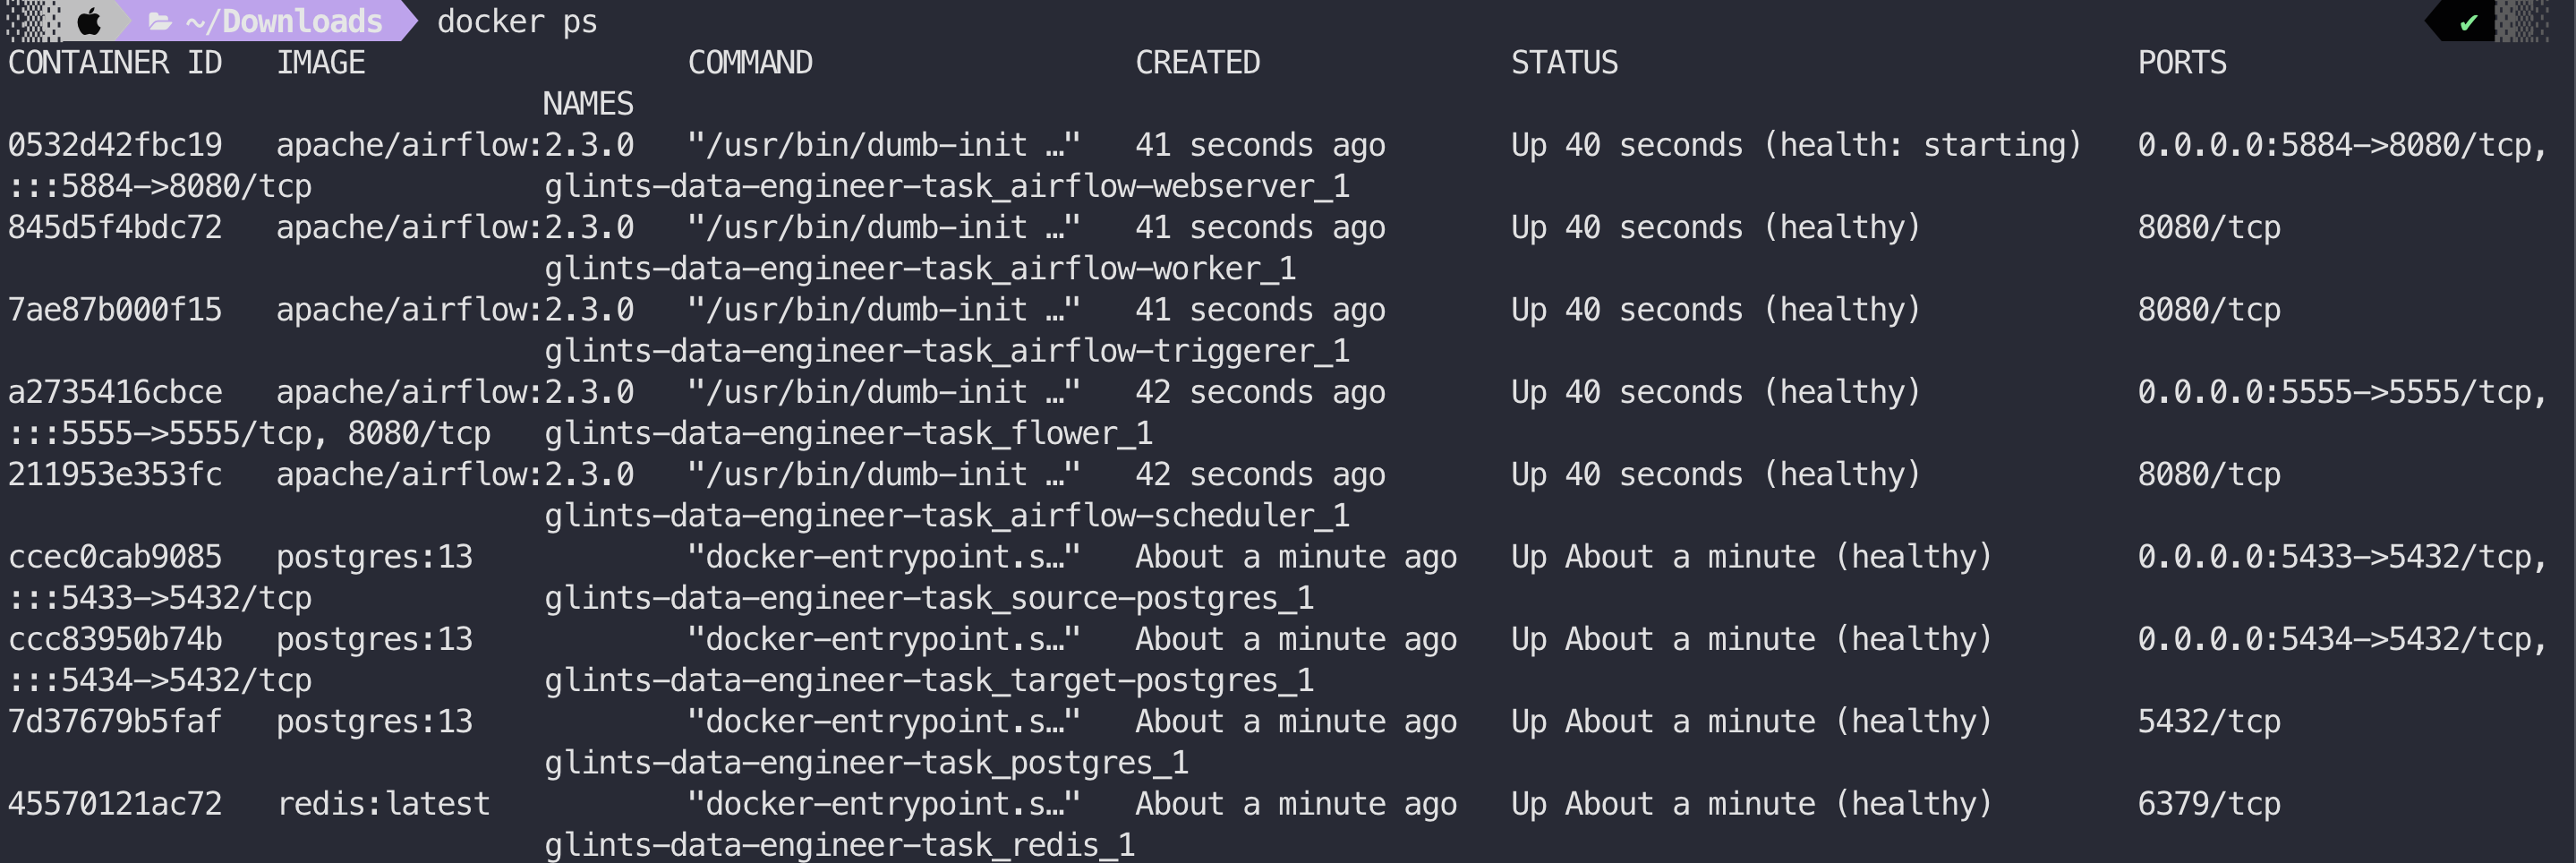 ~/Downloads docker ps ✔
CONTAINER ID IMAGE COMMAND CREATED STATUS PORTS
NAMES
0532d42fbc19 apache/airflow:2.3.0 "/usr/bin/dumb-init …" 41 seconds ago Up 40 seconds (health: starting) 0.0.0.0:5884->8080/tcp,
:::5884->8080/tcp glints-data-engineer-task_airflow-webserver_1
845d5f4bdc72 apache/airflow:2.3.0 "/usr/bin/dumb-init …" 41 seconds ago Up 40 seconds (healthy) 8080/tcp
glints-data-engineer-task_airflow-worker_1
7ae87b000f15 apache/airflow:2.3.0 "/usr/bin/dumb-init …" 41 seconds ago Up 40 seconds (healthy) 8080/tcp
glints-data-engineer-task_airflow-triggerer_1
a2735416cbce apache/airflow:2.3.0 "/usr/bin/dumb-init …" 42 seconds ago Up 40 seconds (healthy) 0.0.0.0:5555->5555/tcp,
:::5555->5555/tcp, 8080/tcp glints-data-engineer-task_flower_1
211953e353fc apache/airflow:2.3.0 "/usr/bin/dumb-init …" 42 seconds ago Up 40 seconds (healthy) 8080/tcp
glints-data-engineer-task_airflow-scheduler_1
ccec0cab9085 postgres:13 "docker-entrypoint.s…" About a minute ago Up About a minute (healthy) 0.0.0.0:5433->5432/tcp,
:::5433->5432/tcp glints-data-engineer-task_source-postgres_1
ccc83950b74b postgres:13 "docker-entrypoint.s…" About a minute ago Up About a minute (healthy) 0.0.0.0:5434->5432/tcp,
:::5434->5432/tcp glints-data-engineer-task_target-postgres_1
7d37679b5faf postgres:13 "docker-entrypoint.s…" About a minute ago Up About a minute (healthy) 5432/tcp
glints-data-engineer-task_postgres_1
45570121ac72 redis:latest "docker-entrypoint.s…" About a minute ago Up About a minute (healthy) 6379/tcp
glints-data-engineer-task_redis_1